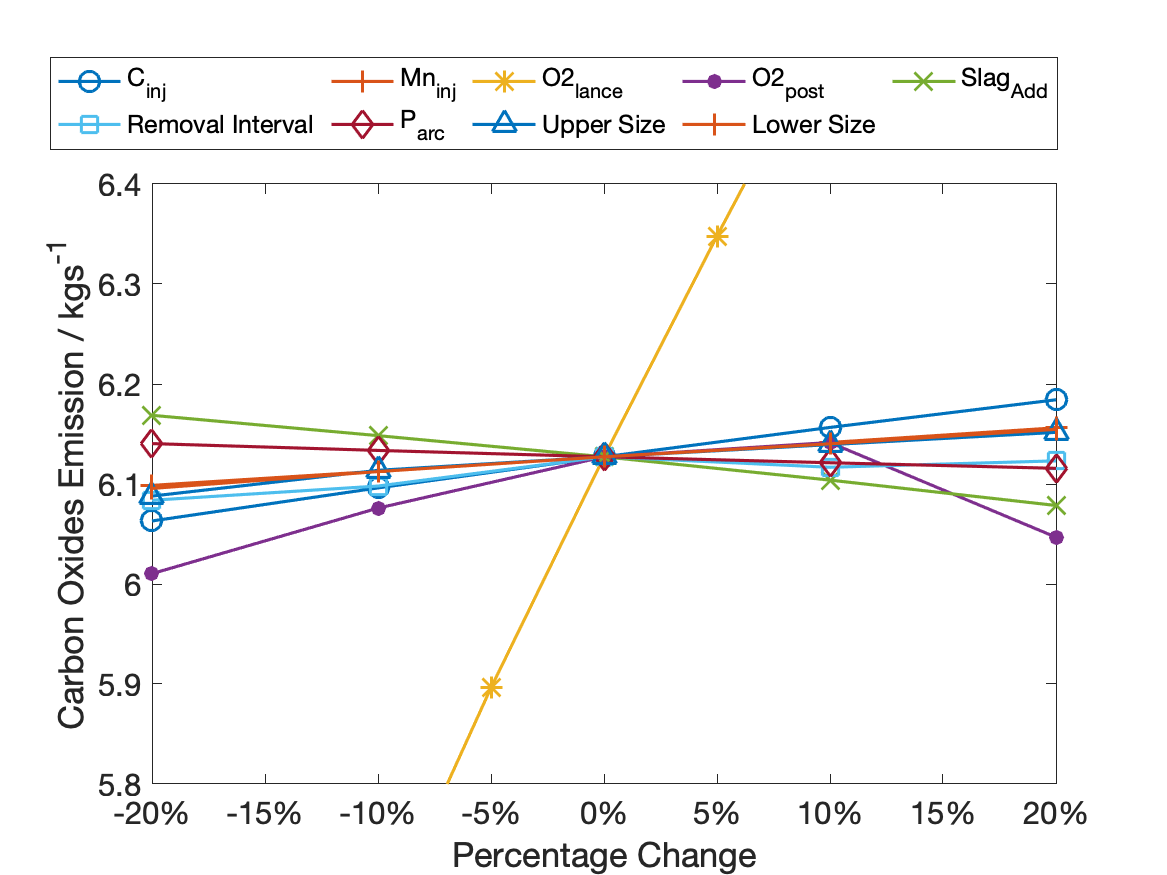 C_inj Mn_inj O2_lance O2_post Slag_Add
Removal Interval P_arc Upper Size Lower Size
6.4
6.3
6.2
6.1
6
5.9
5.8
Carbon Oxides Emission / kgs^-1
-20% -15% -10% -5% 0% 5% 10% 15% 20%
Percentage Change